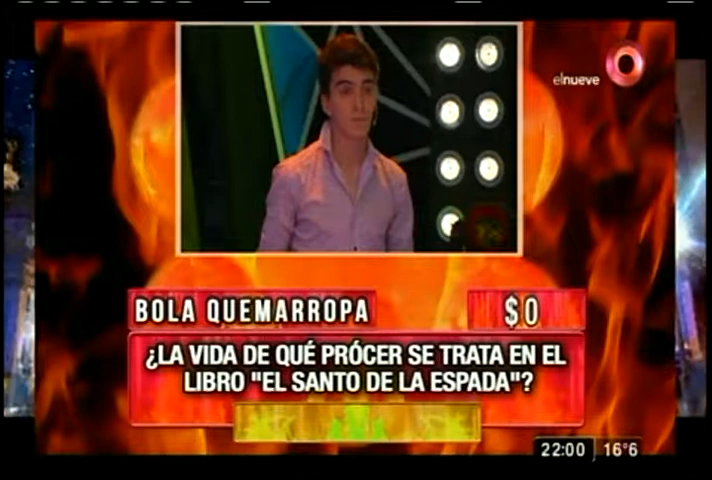 elnueve
BOLA QUEMARROPA
$0
¿LA VIDA DE QUÉ PRÓCER SE TRATA EN EL
LIBRO "EL SANTO DE LA ESPADA"?
22:00
16°6